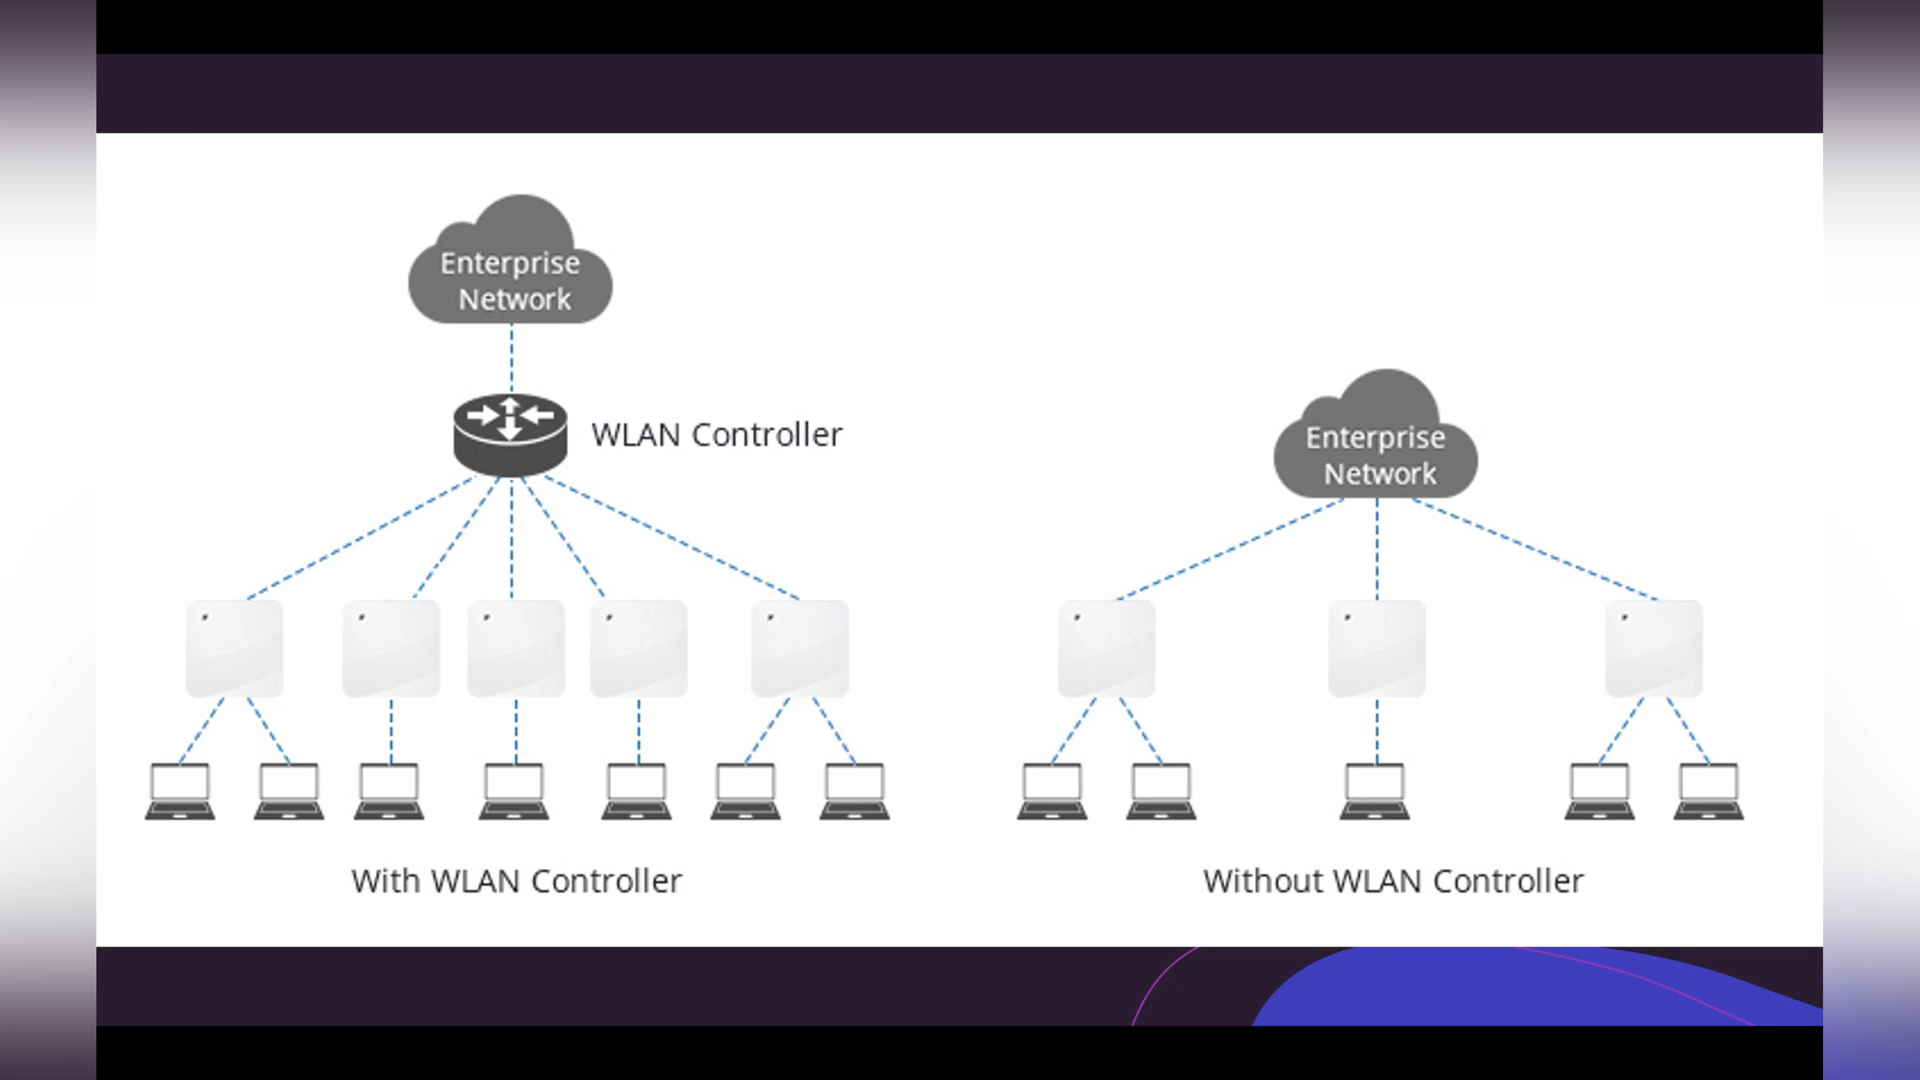 Enterprise
Network
WLAN Controller
With WLAN Controller
Enterprise
Network
Without WLAN Controller